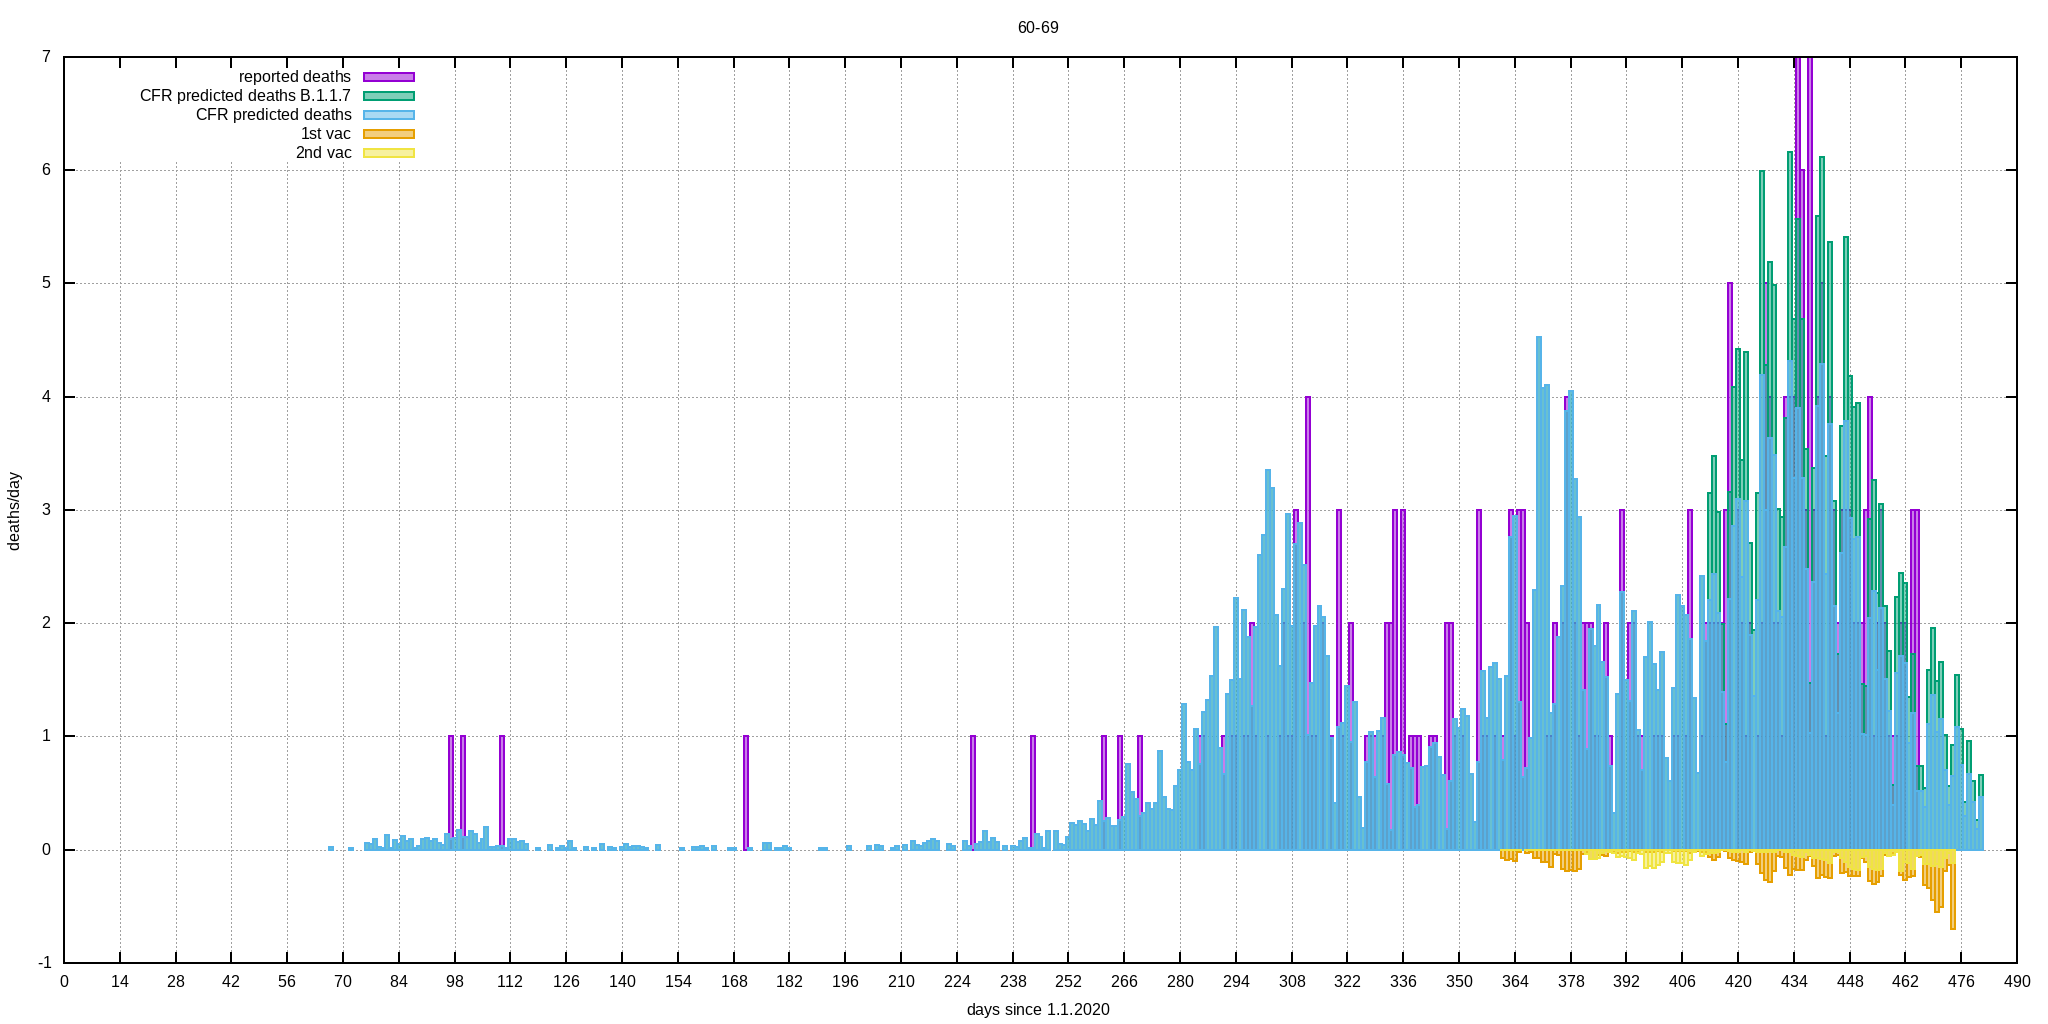 60-69
7
reported deaths
CFR predicted deaths B.1.1.7
CFR predicted deaths
1st vac
2nd vac
6
5
4
3
2
1
0
-1
deaths/day
0 14 28 42 56 70 84 98 112 126 140 154 168 182 196 210 224 238 252 266 280 294 308 322 336 350 364 378 392 406 420 434 448 462 476 490
days since 1.1.2020